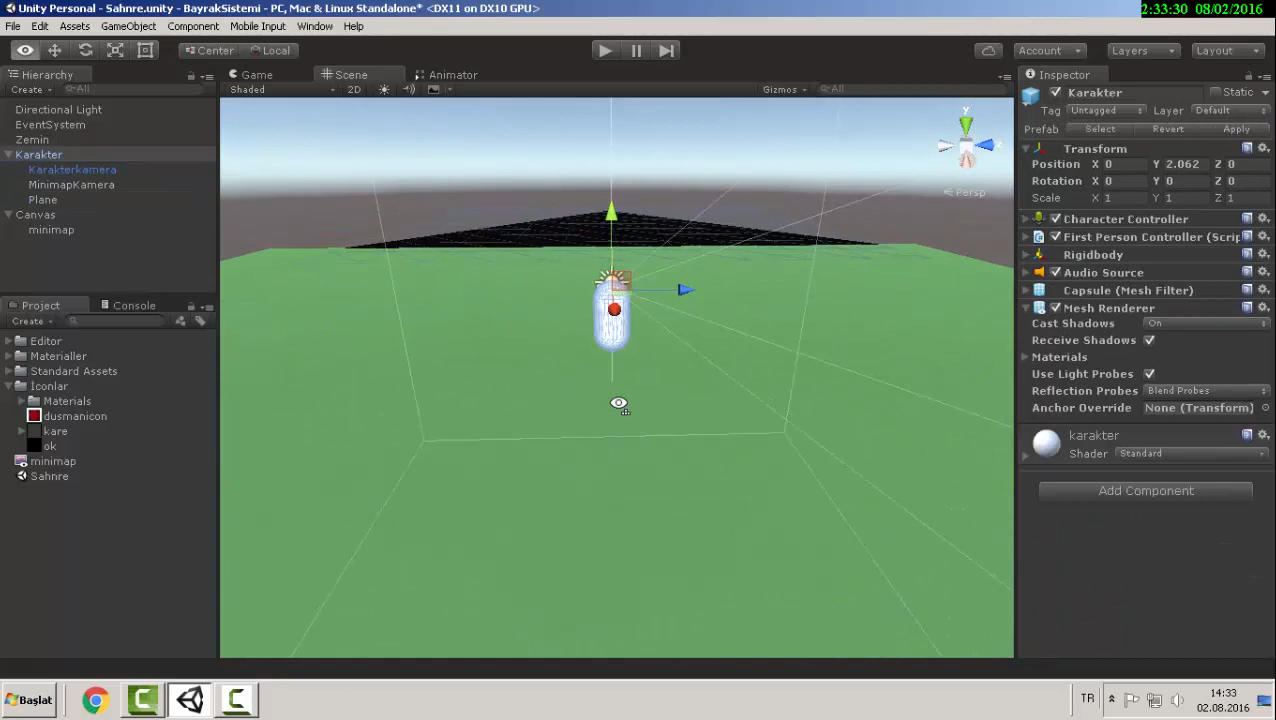 Unity Personal - Sahnre.unity - BayrakSistemi - PC, Mac & Linux Standalone* <DX11 on DX10 GPU>
2:33:30 08/02/2016
File Edit Assets GameObject Component Mobile Input Window Help
Center Local Account Layers Layout
Hierarchy
Create All
Directional Light
EventSystem
Zemin
Karakter
Karakterkamera
MinimapKamera
Plane
Canvas
minimap
Project Console
Create
Editor
Materialler
Standard Assets
İconlar
Materials
dusmanicon
kare
ok
minimap
Sahnre
Game Scene Animator
Shaded 2D Gizmos All
y
z
Persp
Inspector
Karakter Static
Tag Untagged Layer Default
Prefab Select Revert Apply
Transform
Position X 0 Y 2.062 Z 0
Rotation X 0 Y 0 Z 0
Scale X 1 Y 1 Z 1
Character Controller
First Person Controller (Scrip
Rigidbody
Audio Source
Capsule (Mesh Filter)
Mesh Renderer
Cast Shadows On
Receive Shadows
Materials
Use Light Probes
Reflection Probes Blend Probes
Anchor Override None (Transform)
karakter
Shader Standard
Add Component
Başlat
TR
14:33
02.08.2016